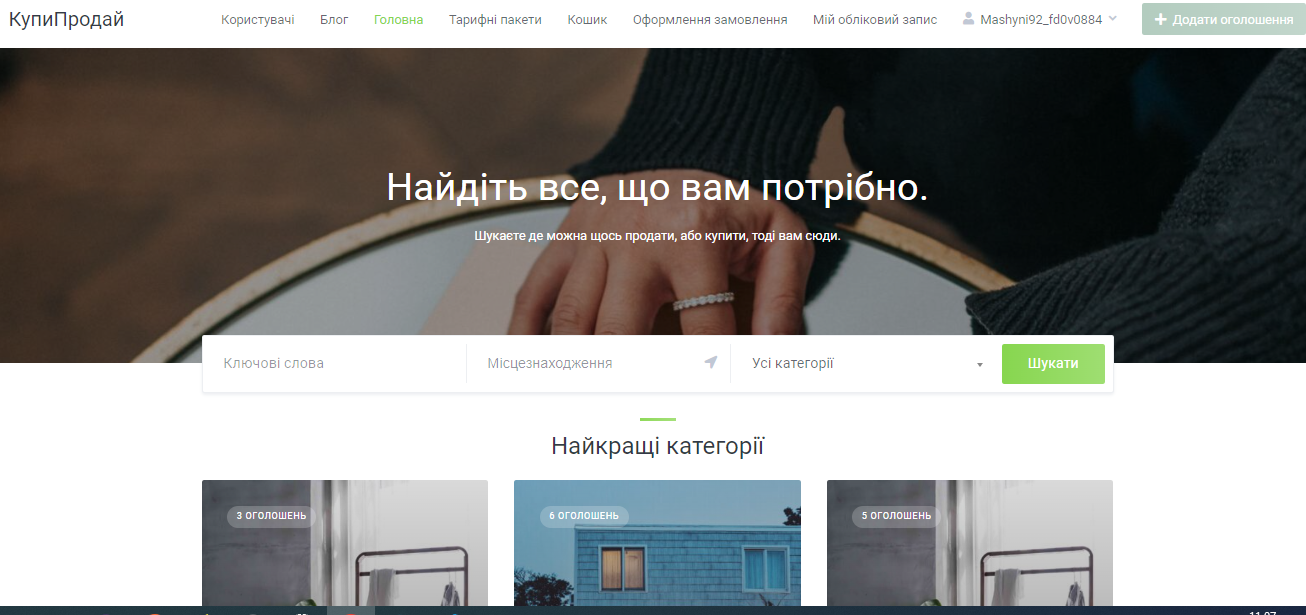 КупиПродай
Користувачі Блог Головна Тарифні пакети Кошик Оформлення замовлення Мій обліковий запис Mashyni92_fd0v0884 Додати оголошення
Найдіть все, що вам потрібно.
Шукаєте де можна щось продати, або купити, тоді вам сюди.
Ключові слова Місцезнаходження Усі категорії Шукати
Найкращі категорії
3 ОГОЛОШЕНЬ 6 ОГОЛОШЕНЬ 5 ОГОЛОШЕНЬ